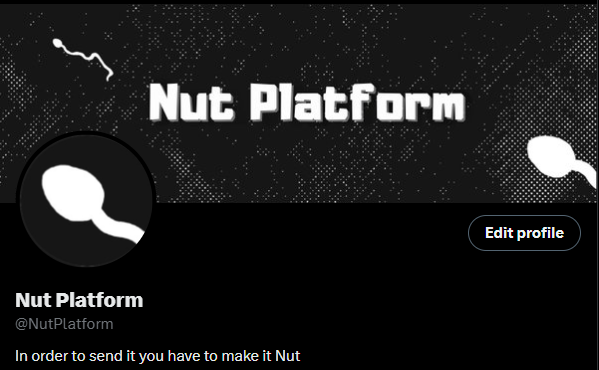 Nut Platform
Edit profile
Nut Platform
@NutPlatform
In order to send it you have to make it Nut